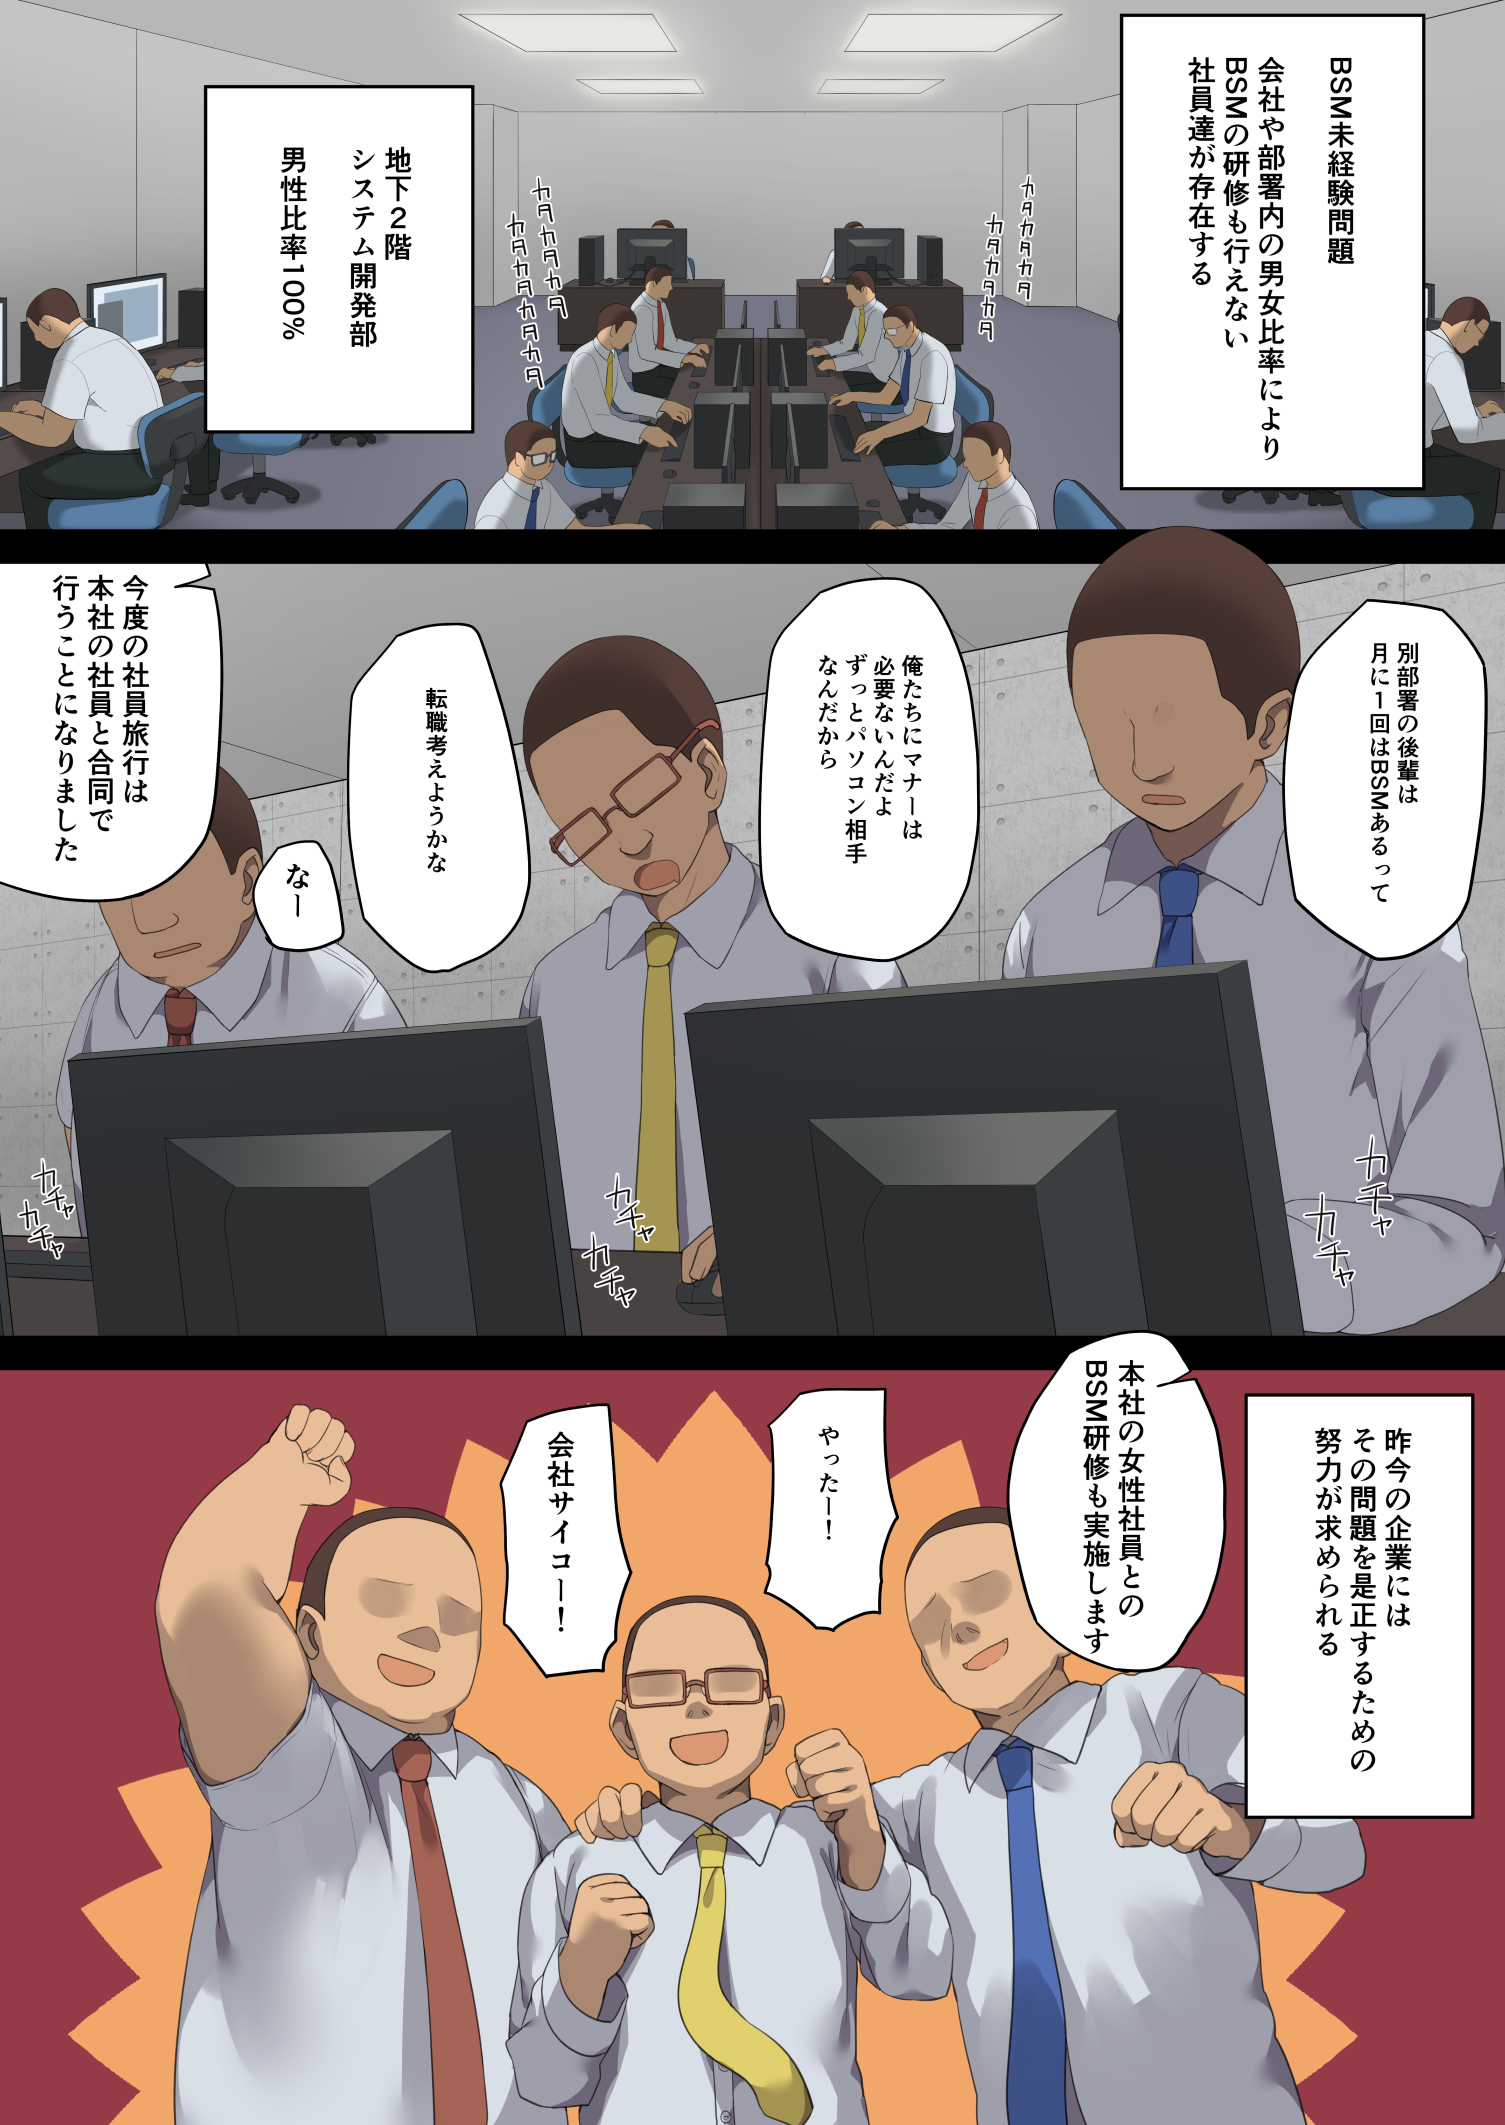 BSM未経験問題
会社や部署内の男女比率により
BSMの研修も行えない
社員達が存在する
カタカタカタ
カタカタカタ
カタカタカタ
カタカタカタカタ
地下2階
システム開発部
男性比率100%
別部署の後輩は
月に1回はBSMあるって
俺たちにマナーは
必要ないんだよ
ずっとパソコン相手
なんだから
転職考えようかな
なー
今度の社員旅行は
本社の社員と合同で
行うことになりました
カチャ
カチャ
カチャ
カチャ
カチャ
カチャ
昨今の企業には
その問題を是正するための
努力が求められる
本社の女性社員との
BSM研修も実施します
やったー！
会社サイコー！